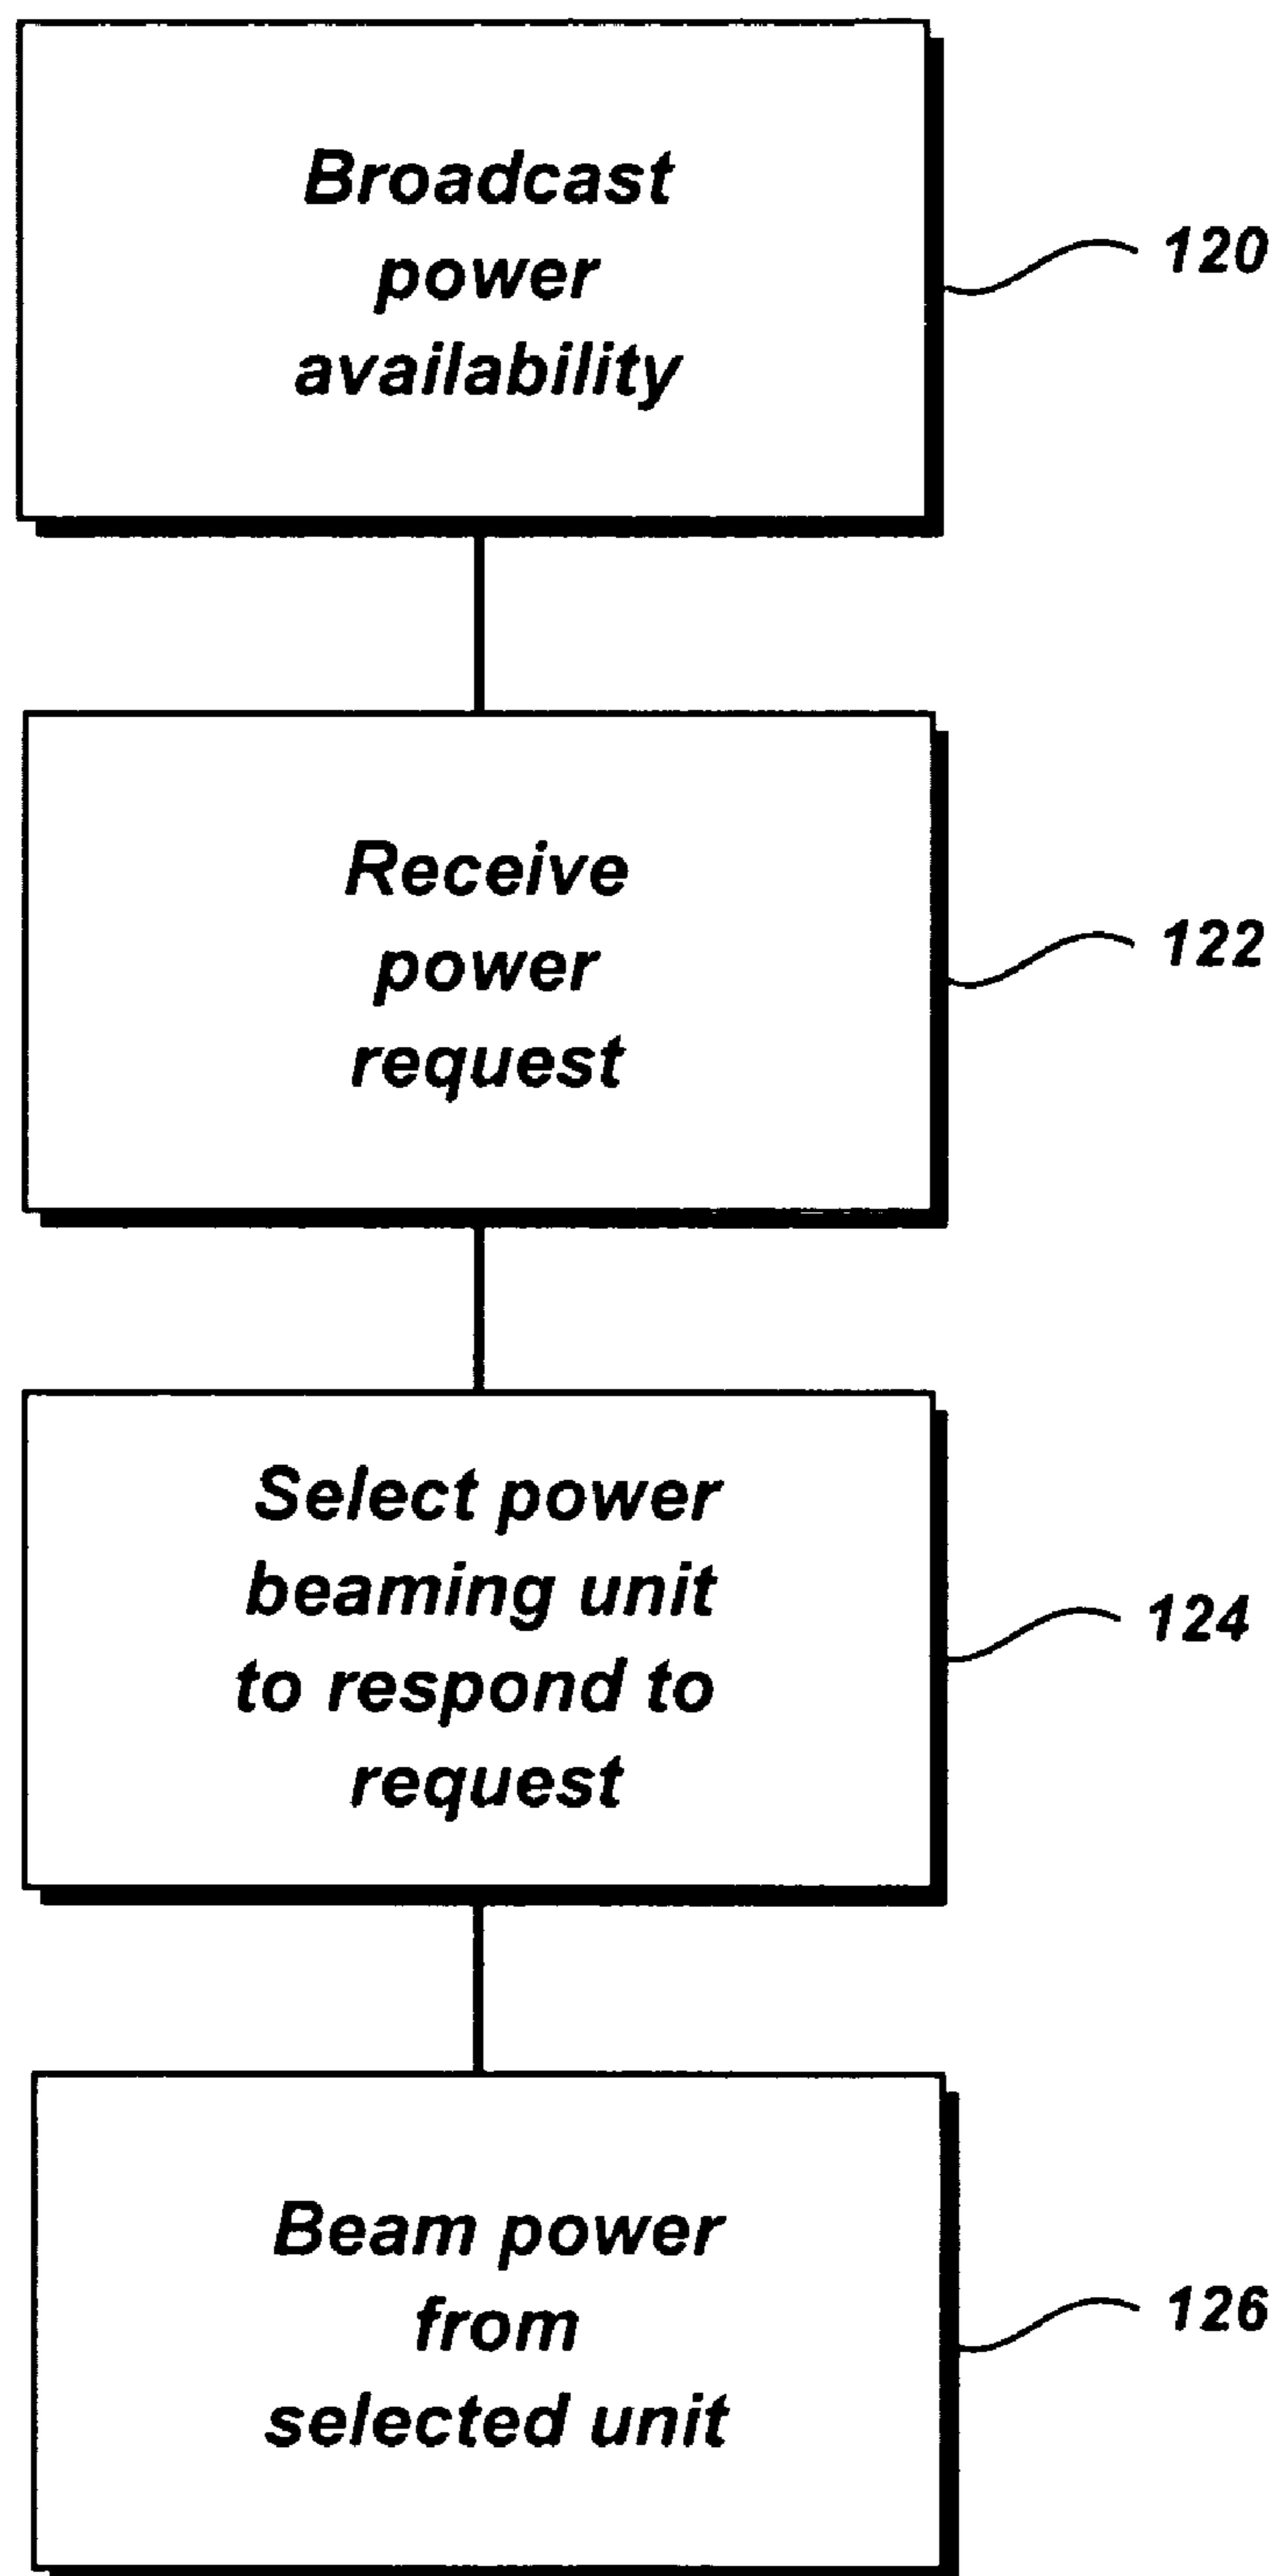 Broadcast
power
availability
120
Receive
power
request
122
Select power
beaming unit
to respond to
request
124
Beam power
from
selected unit
126